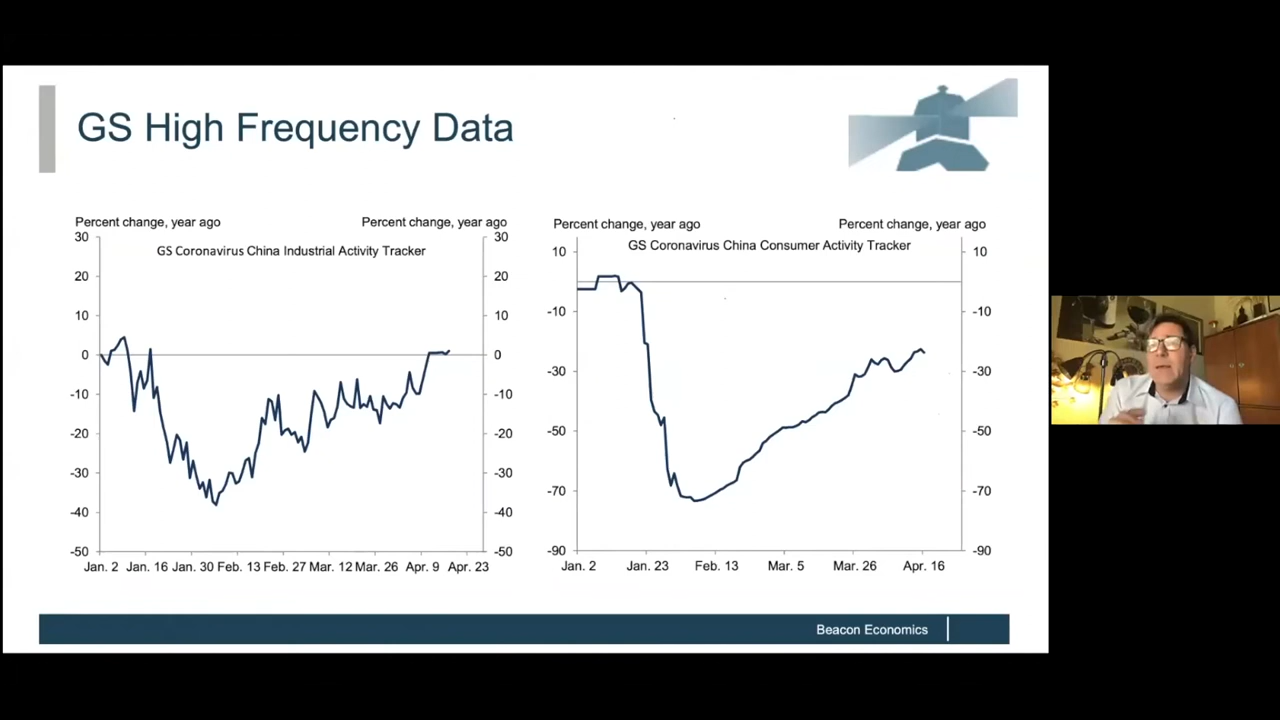 GS High Frequency Data
Percent change, year ago Percent change, year ago
GS Coronavirus China Industrial Activity Tracker
30 30
20 20
10 10
0 0
-10 -10
-20 -20
-30 -30
-40 -40
-50 -50
Jan. 2 Jan. 16 Jan. 30 Feb. 13 Feb. 27 Mar. 12 Mar. 26 Apr. 9 Apr. 23
Percent change, year ago Percent change, year ago
GS Coronavirus China Consumer Activity Tracker
10 10
-10 -10
-30 -30
-50 -50
-70 -70
-90 -90
Jan. 2 Jan. 23 Feb. 13 Mar. 5 Mar. 26 Apr. 16
Beacon Economics